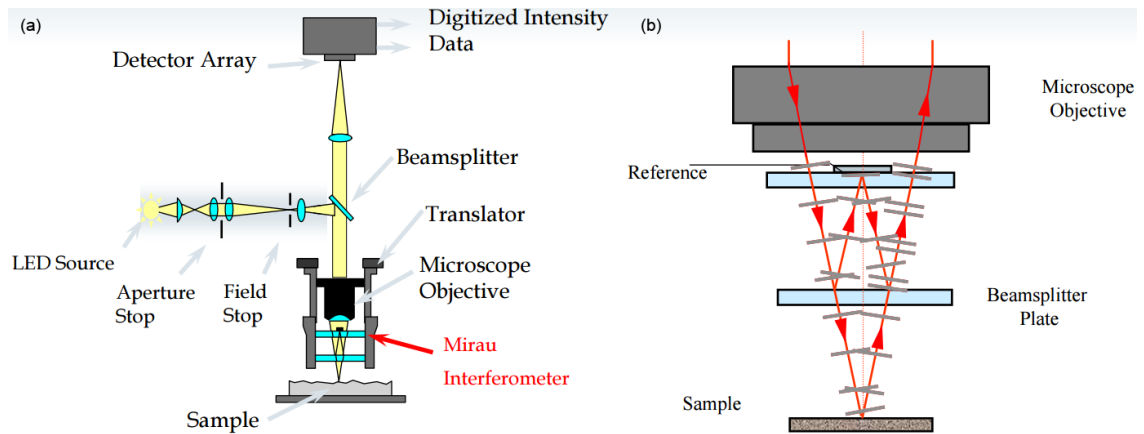 (a)
Digitized Intensity
Data
Detector Array
Beamsplitter
Translator
LED Source
Aperture
Stop
Field
Stop
Microscope
Objective
Mirau
Interferometer
Sample
(b)
Microscope
Objective
Reference
Beamsplitter
Plate
Sample